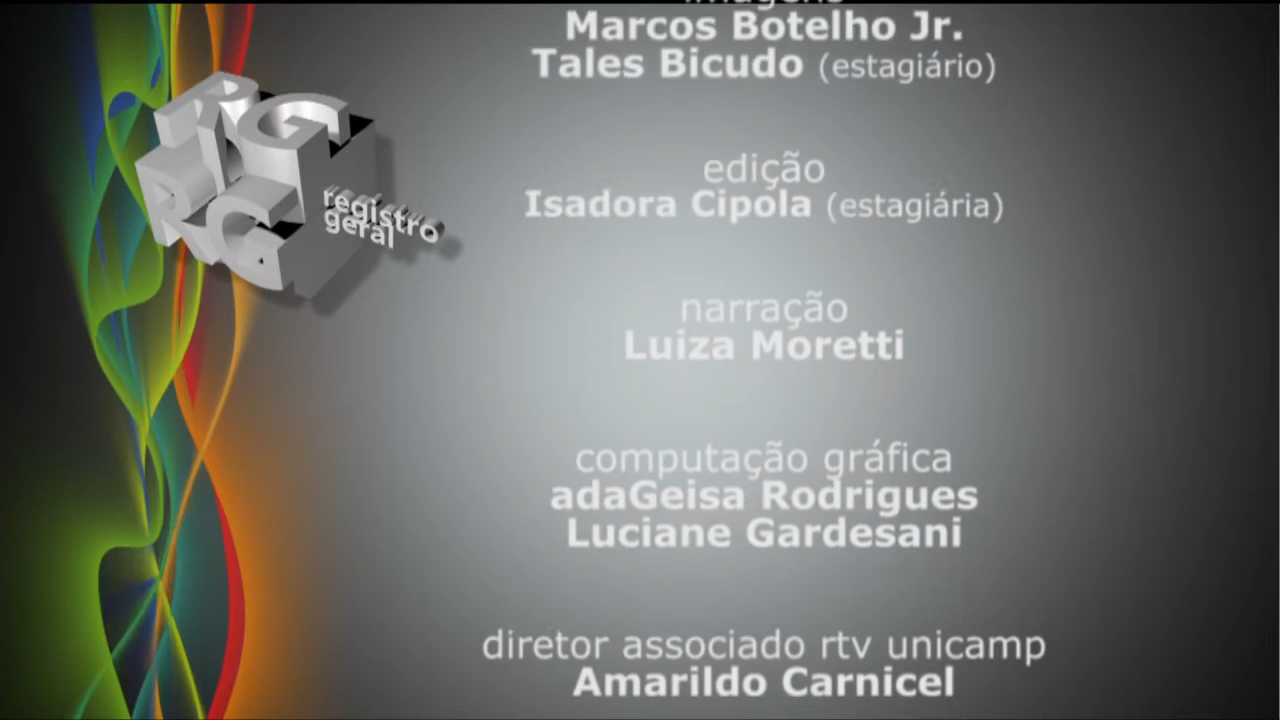 imagens
Marcos Botelho Jr.
Tales Bicudo (estagiário)
RG
RG
registro
geral
edição
Isadora Cipola (estagiária)
narração
Luiza Moretti
computação gráfica
adaGeisa Rodrigues
Luciane Gardesani
diretor associado rtv unicamp
Amarildo Carnicel